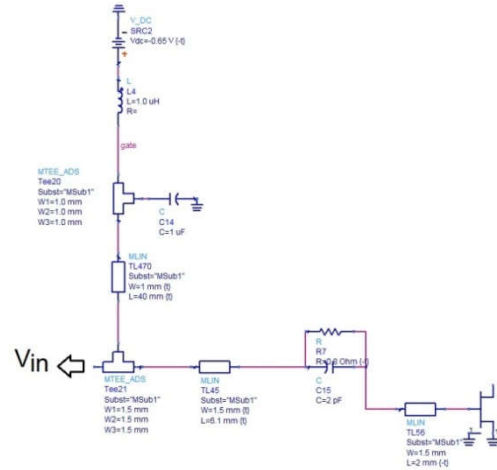 V_DC
SRC2
Vdc=-0.65 V {-t}
L
L4
L=1.0 uH
R=
gate
MTEE_ADS
Tee20
Subst="MSub1"
W1=1.0 mm
W2=1.0 mm
W3=1.0 mm
C
C14
C=1 uF
MLIN
TL470
Subst="MSub1"
W=1 mm {t}
L=40 mm {t}
Vin
MTEE_ADS
Tee21
Subst="MSub1"
W1=1.5 mm
W2=1.5 mm
W3=1.5 mm
MLIN
TL45
Subst="MSub1"
W=1.5 mm {t}
L=6.1 mm {t}
R
R7
Ohm {-t}
C
C15
C=2 pF
MLIN
TL56
Subst="MSub1"
W=1.5 mm
L=2 mm {-t}